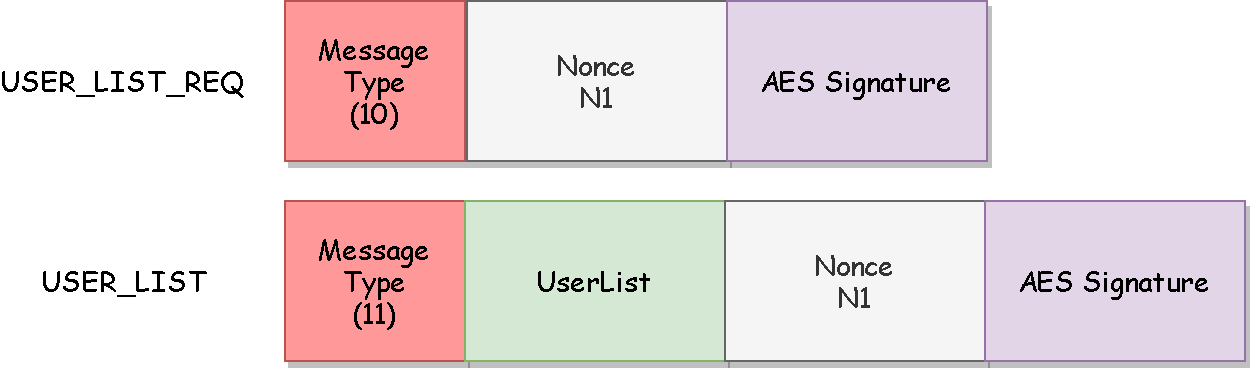 USER_LIST_REQ
Message
Type
(10)
Nonce
N1
AES Signature
USER_LIST
Message
Type
(11)
UserList
Nonce
N1
AES Signature